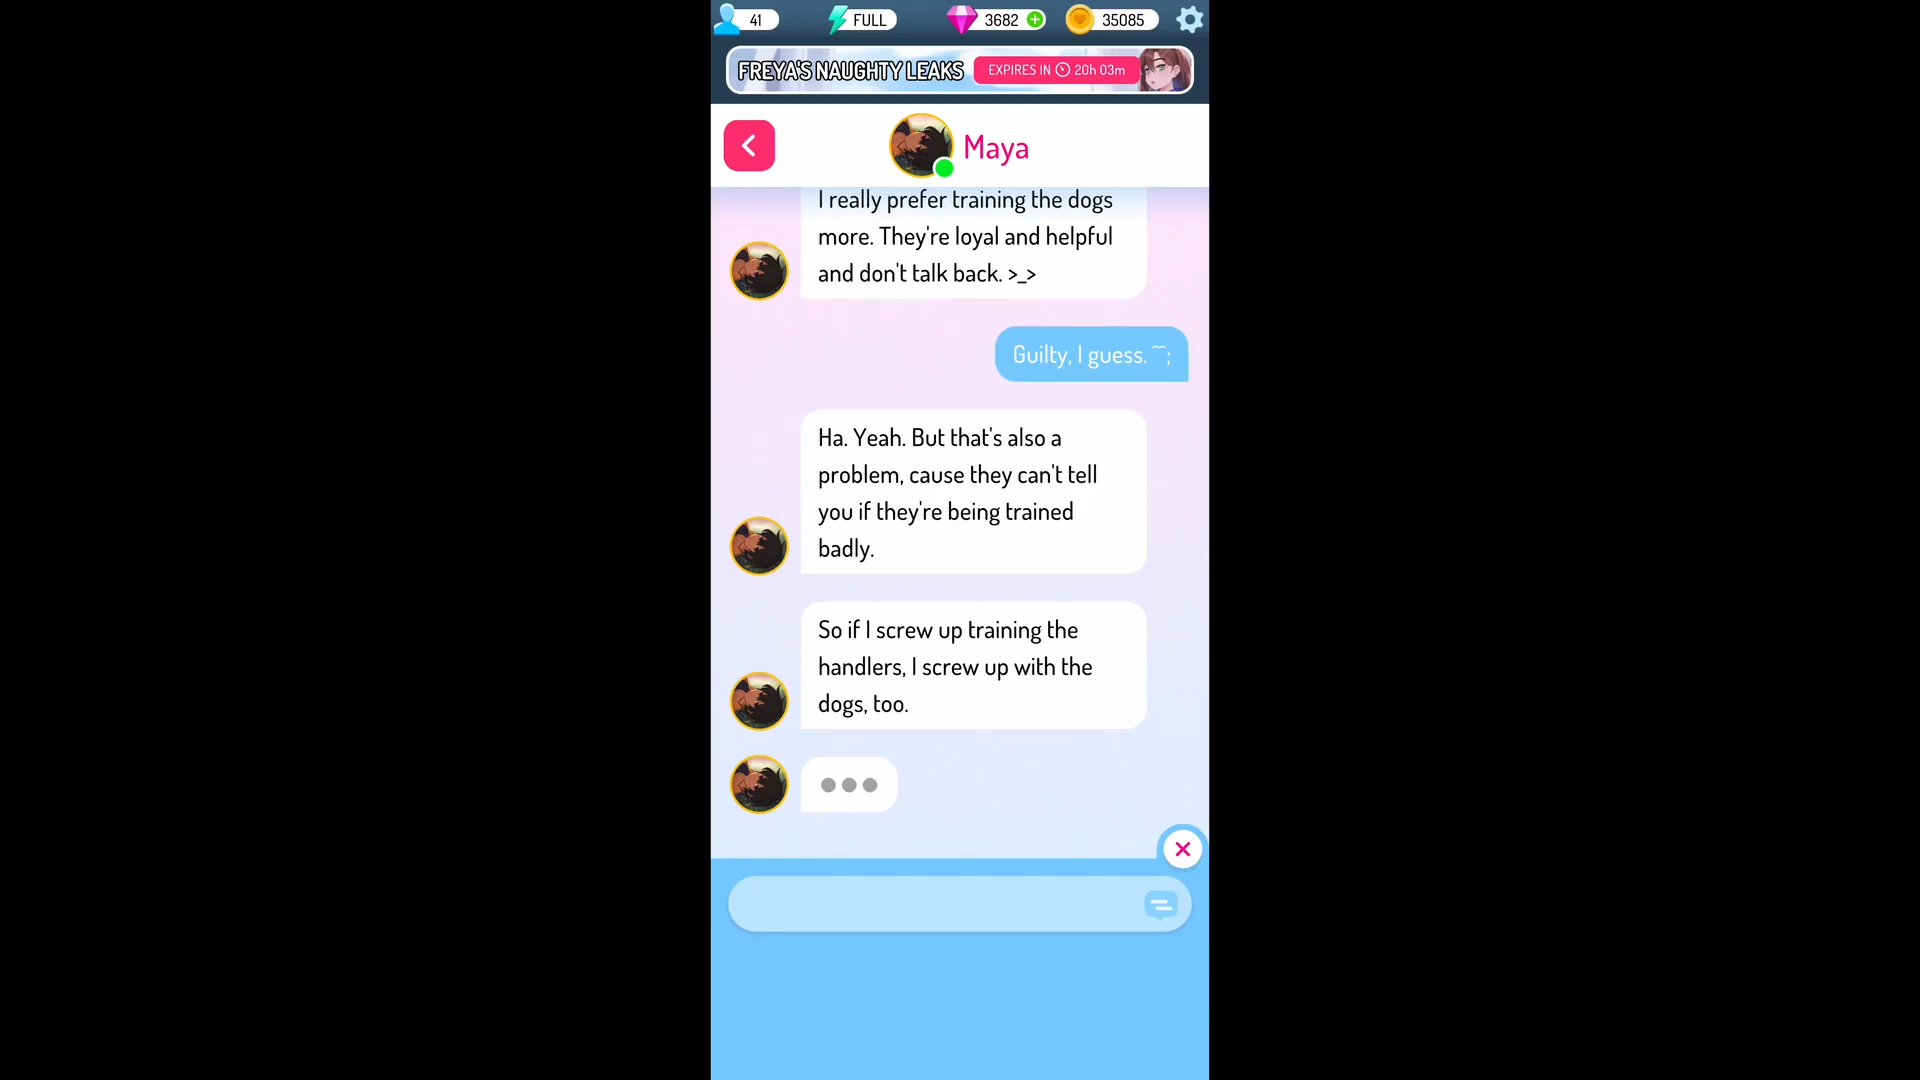 41
FULL
3682
35085
FREYA'S NAUGHTY LEAKS
EXPIRES IN 20h 03m
Maya
I really prefer training the dogs
more. They're loyal and helpful
and don't talk back. >_>
Guilty, I guess. ^^;
Ha. Yeah. But that's also a
problem, cause they can't tell
you if they're being trained
badly.
So if I screw up training the
handlers, I screw up with the
dogs, too.